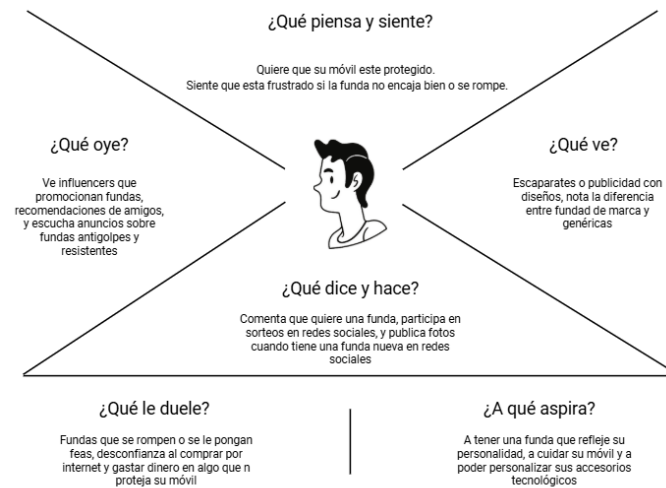 ¿Qué piensa y siente?
Quiere que su móvil este protegido.
Siente que esta frustrado si la funda no encaja bien o se rompe.
¿Qué oye?
Ve influencers que
promocionan fundas,
recomendaciones de amigos,
y escucha anuncios sobre
fundas antigolpes y
resistentes
¿Qué ve?
Escaparates o publicidad con
diseños, nota la diferencia
entre fundad de marca y
genéricas
¿Qué dice y hace?
Comenta que quiere una funda, participa en
sorteos en redes sociales, y publica fotos
cuando tiene una funda nueva en redes
sociales
¿Qué le duele?
Fundas que se rompen o se le pongan
feas, desconfianza al comprar por
internet y gastar dinero en algo que n
proteja su móvil
¿A qué aspira?
A tener una funda que refleje su
personalidad, a cuidar su móvil y a
poder personalizar sus accesorios
tecnológicos